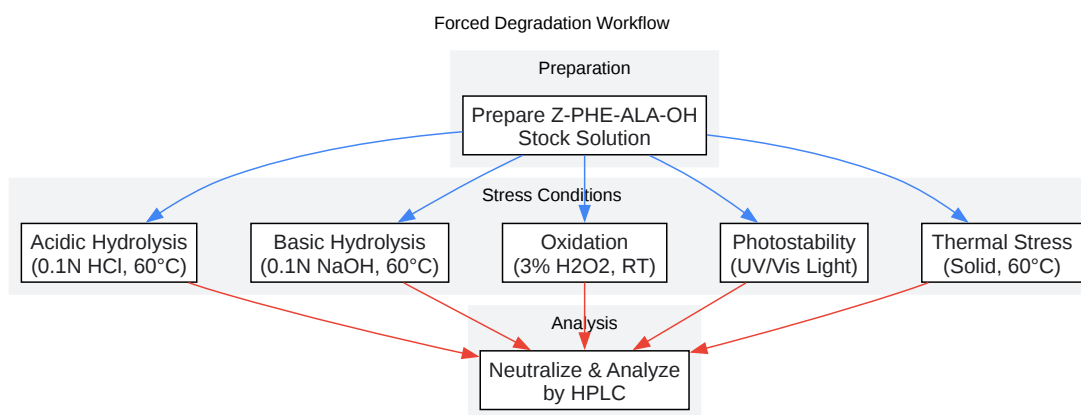 Forced Degradation Workflow
Preparation
Prepare Z-PHE-ALA-OH
Stock Solution
Stress Conditions
Acidic Hydrolysis
(0.1N HCl, 60°C)
Basic Hydrolysis
(0.1N NaOH, 60°C)
Oxidation
(3% H2O2, RT)
Photostability
(UV/Vis Light)
Thermal Stress
(Solid, 60°C)
Analysis
Neutralize & Analyze
by HPLC